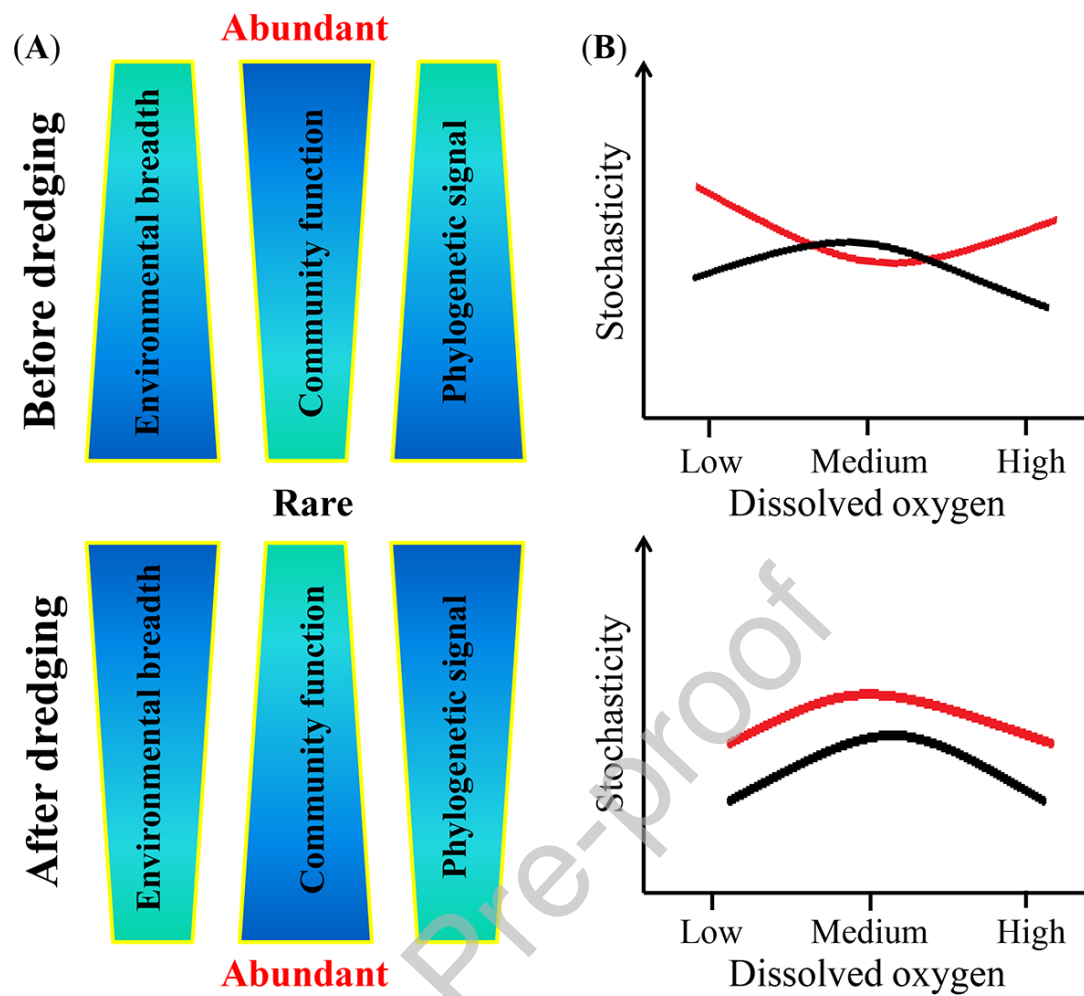 (A)
Abundant
Before dredging
Environmental breadth
Community function
Phylogenetic signal
Rare
After dredging
Environmental breadth
Community function
Phylogenetic signal
Abundant
(B)
Stochasticity
Low Medium High
Dissolved oxygen
Stochasticity
Low Medium High
Dissolved oxygen
Pre-proof